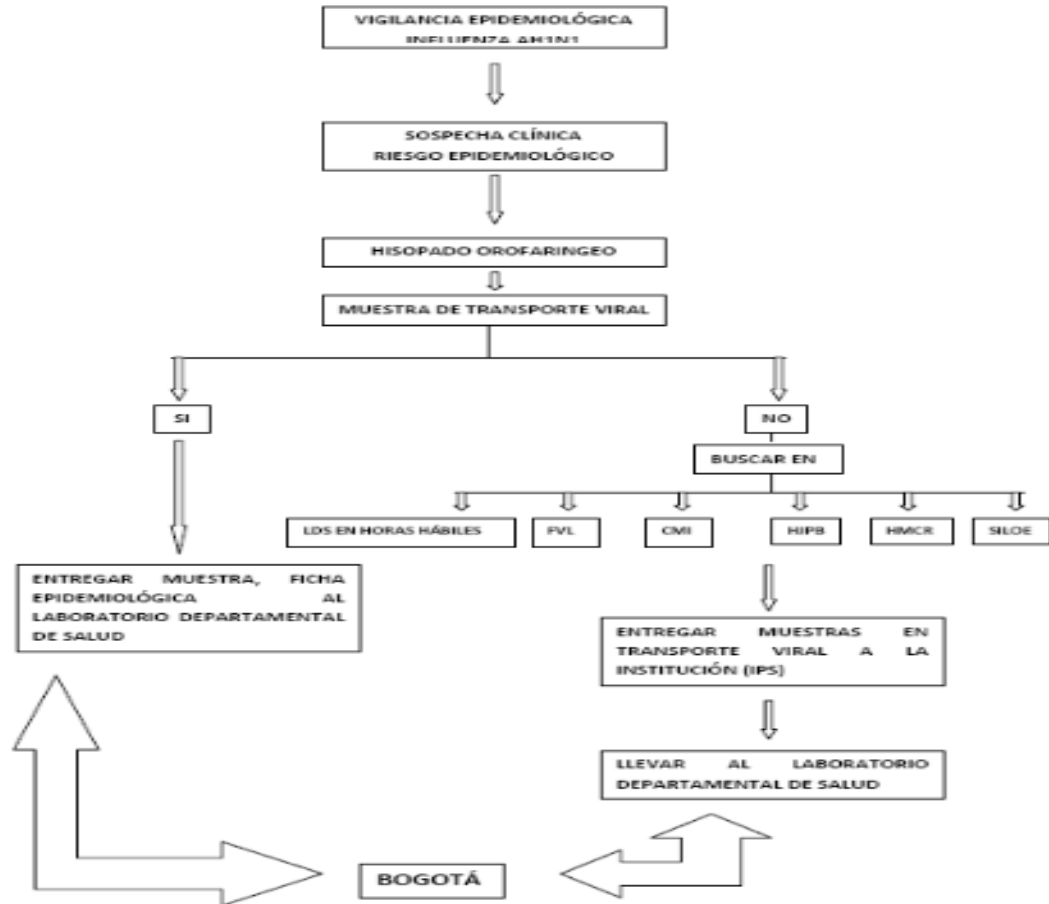 VIGILANCIA EPIDEMIOLÓGICA
INFLUENZA AH1N1
SOSPECHA CLÍNICA
RIESGO EPIDEMIOLÓGICO
HISOPADO OROFARINGEO
MUESTRA DE TRANSPORTE VIRAL
SI
NO
BUSCAR EN
LDS EN HORAS HÁBILES
FVL
CMI
HJPB
HMCR
SILOE
ENTREGAR MUESTRA, FICHA
EPIDEMIOLÓGICA AL
LABORATORIO DEPARTAMENTAL
DE SALUD
ENTREGAR MUESTRAS EN
TRANSPORTE VIRAL A LA
INSTITUCIÓN (IPS)
LLEVAR AL LABORATORIO
DEPARTAMENTAL DE SALUD
BOGOTÁ